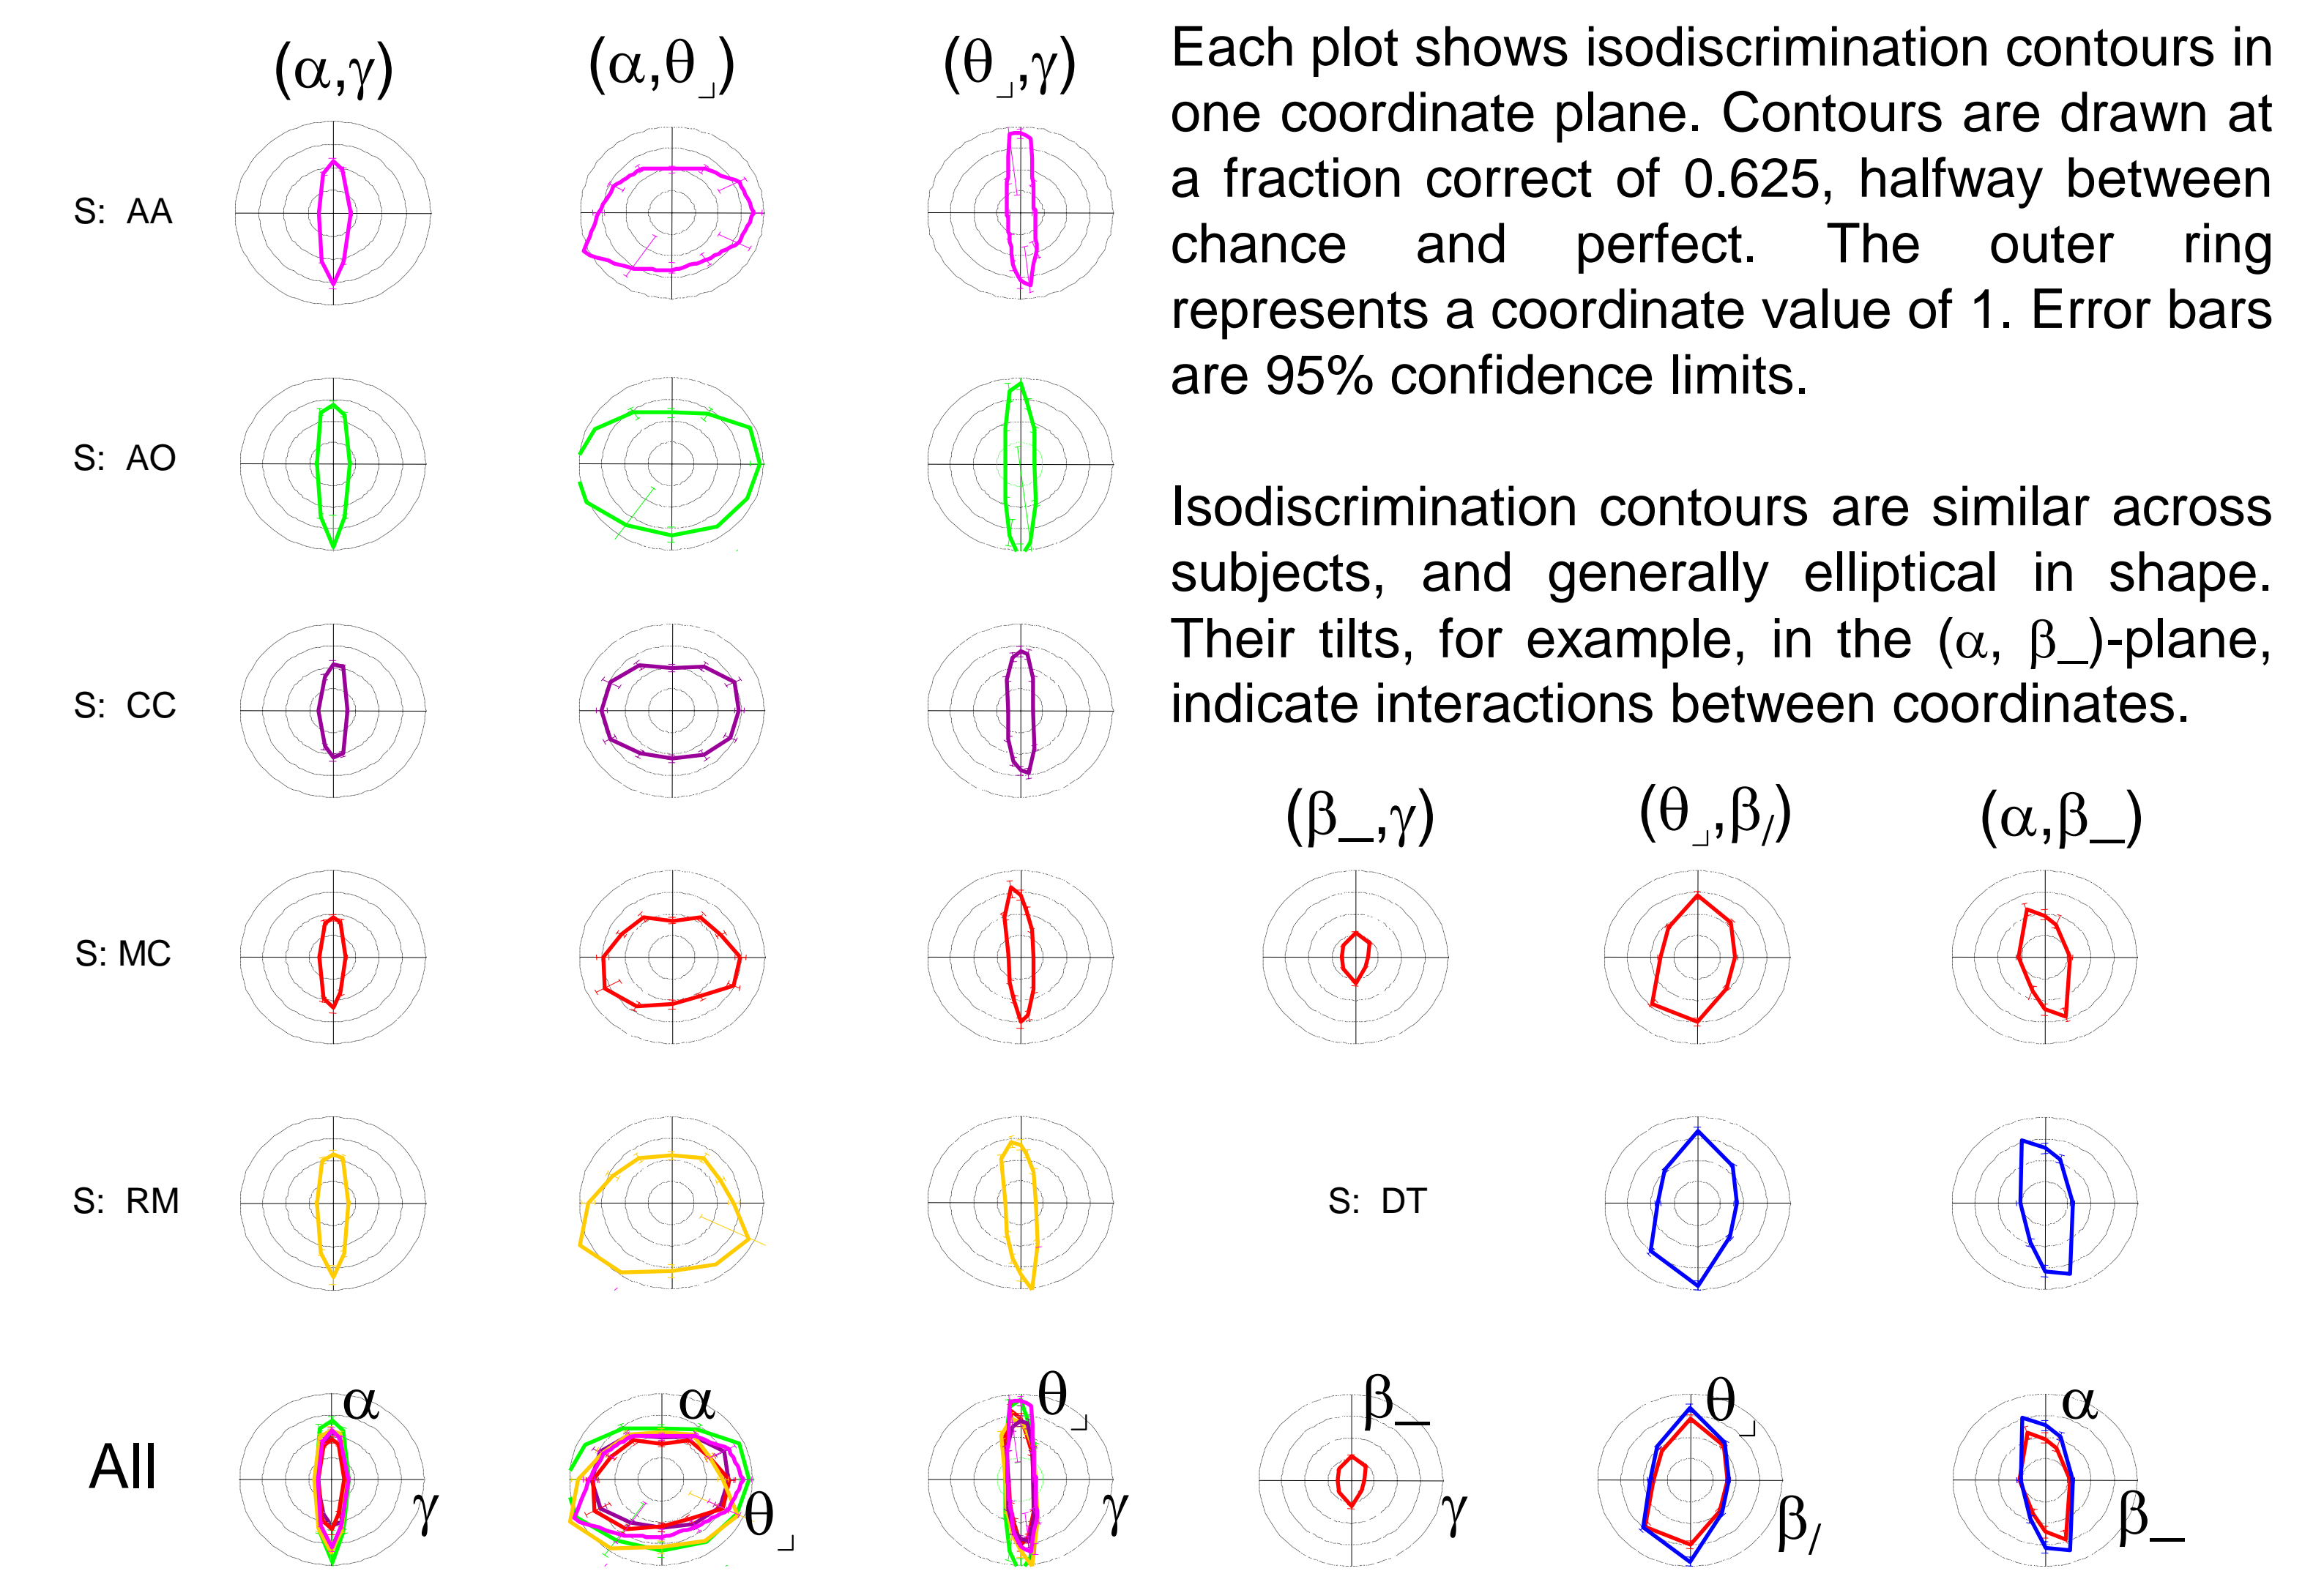 (α,γ) (α,θ⌟) (θ⌟,γ)
Each plot shows isodiscrimination contours in
one coordinate plane. Contours are drawn at
a fraction correct of 0.625, halfway between
chance and perfect. The outer ring
represents a coordinate value of 1. Error bars
are 95% confidence limits.
Isodiscrimination contours are similar across
subjects, and generally elliptical in shape.
Their tilts, for example, in the (α, β_)-plane,
indicate interactions between coordinates.
S: AA
S: AO
S: CC
(β_,γ) (θ⌟,β/) (α,β_)
S: MC
S: RM
S: DT
All
α γ
α θ⌟
θ⌟ γ
β_ γ
θ⌟ β/
α β_